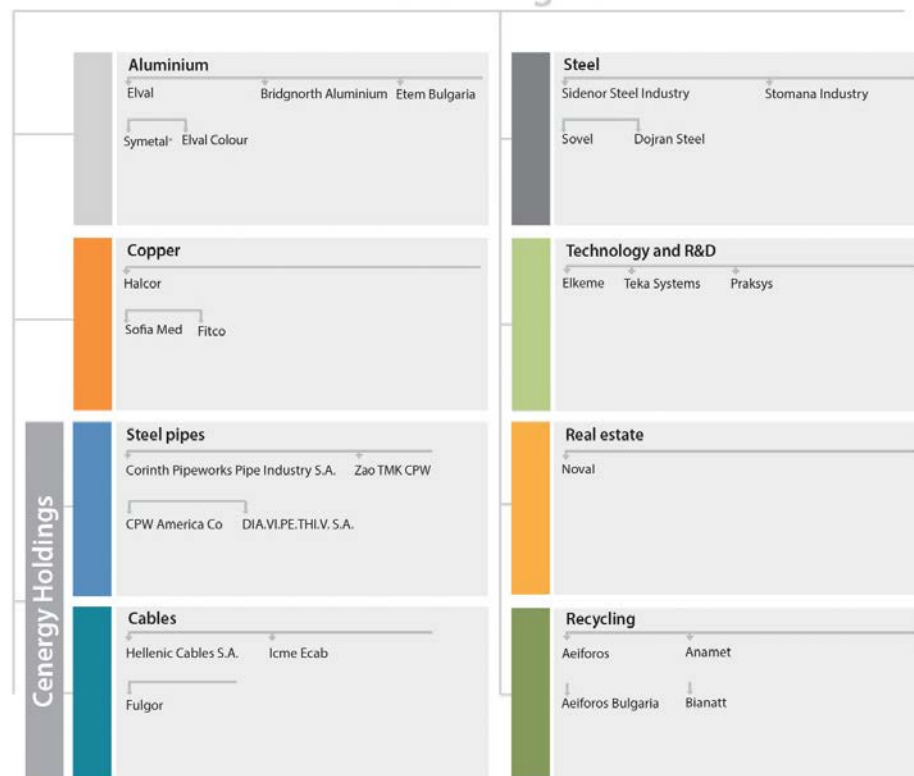 Aluminium
Elval Bridgnorth Aluminium Etem Bulgaria
Symetal* Elval Colour
Copper
Halcor
Sofia Med Fitco
Cenergy Holdings
Steel pipes
Corinth Pipeworks Pipe Industry S.A. Zao TMK CPW
CPW America Co DIA.VI.PE.THI.V. S.A.
Cables
Hellenic Cables S.A. Icme Ecab
Fulgor
Steel
Sidenor Steel Industry Stomana Industry
Sovel Dojran Steel
Technology and R&D
Elkeme Teka Systems Praksys
Real estate
Noval
Recycling
Aeiforos Anamet
Aeiforos Bulgaria Bianatt